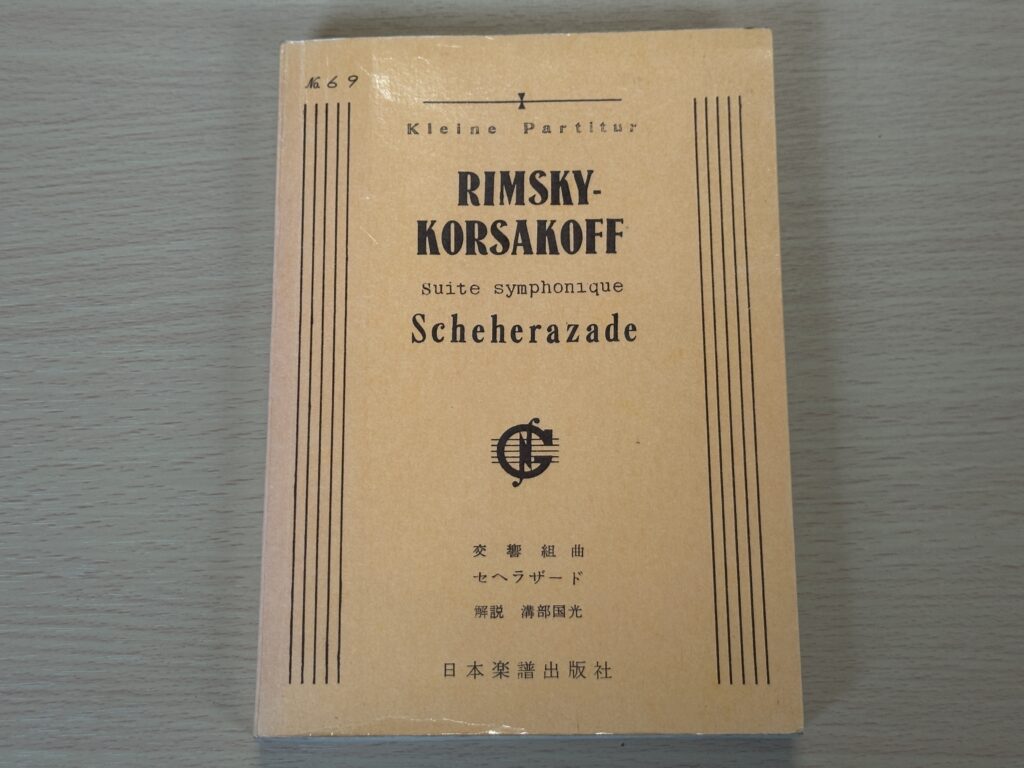 No. 69
Kleine Partitur
RIMSKY-
KORSAKOFF
Suite symphonique
Scheherazade
交響組曲
セヘラザード
解説 溝部国光
日本楽譜出版社